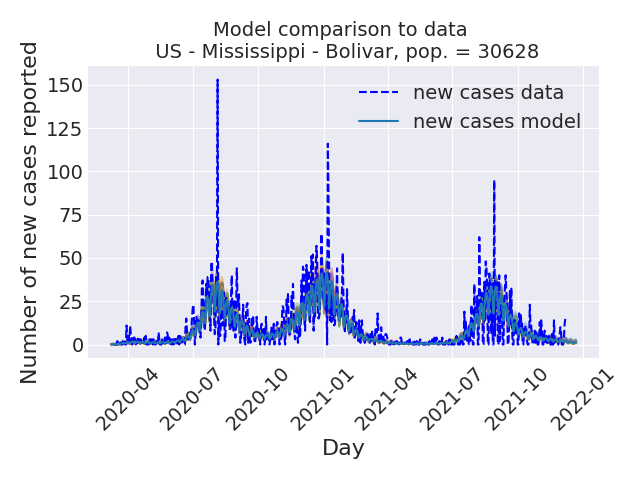 Model comparison to data
US - Mississippi - Bolivar, pop. = 30628
Number of new cases reported
150
125
100
75
50
25
0
new cases data
new cases model
2020-04
2020-07
2020-10
2021-01
2021-04
2021-07
2021-10
2022-01
Day